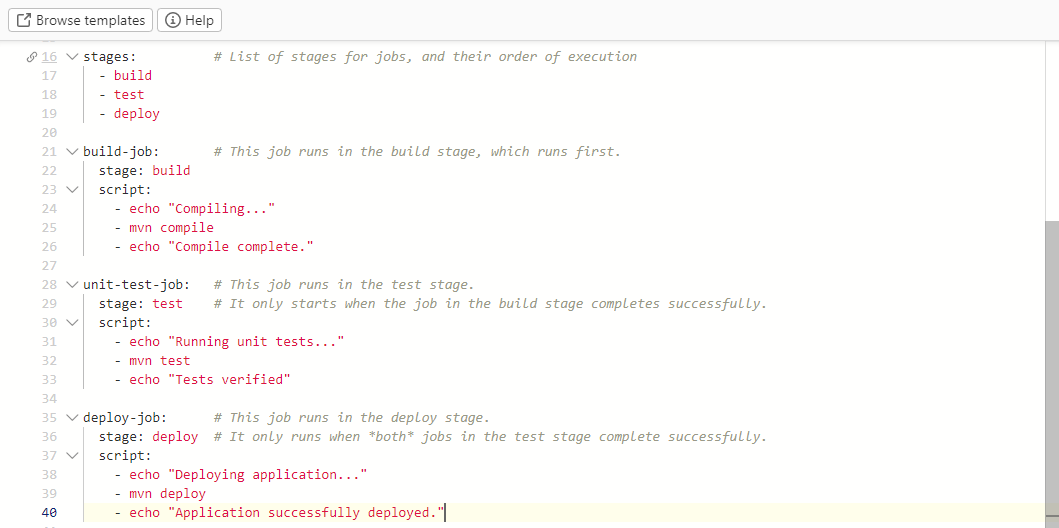 Browse templates Help
16 stages: # List of stages for jobs, and their order of execution
17 - build
18 - test
19 - deploy
20
21 build-job: # This job runs in the build stage, which runs first.
22 stage: build
23 script:
24 - echo "Compiling..."
25 - mvn compile
26 - echo "Compile complete."
27
28 unit-test-job: # This job runs in the test stage.
29 stage: test # It only starts when the job in the build stage completes successfully.
30 script:
31 - echo "Running unit tests..."
32 - mvn test
33 - echo "Tests verified"
34
35 deploy-job: # This job runs in the deploy stage.
36 stage: deploy # It only runs when *both* jobs in the test stage complete successfully.
37 script:
38 - echo "Deploying application..."
39 - mvn deploy
40 - echo "Application successfully deployed."